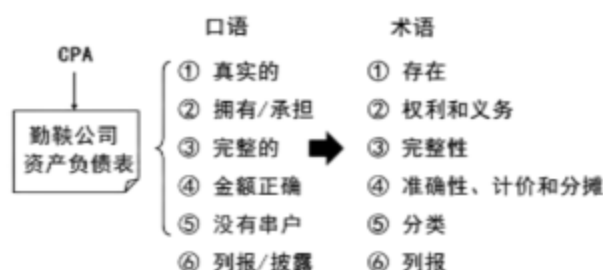 口语 术语
CPA
① 真实的 ① 存在
② 拥有/承担 ② 权利和义务
勤鞅公司
资产负债表
③ 完整的 ③ 完整性
④ 金额正确 ④ 准确性、计价和分摊
⑤ 没有串户 ⑤ 分类
⑥ 列报/披露 ⑥ 列报